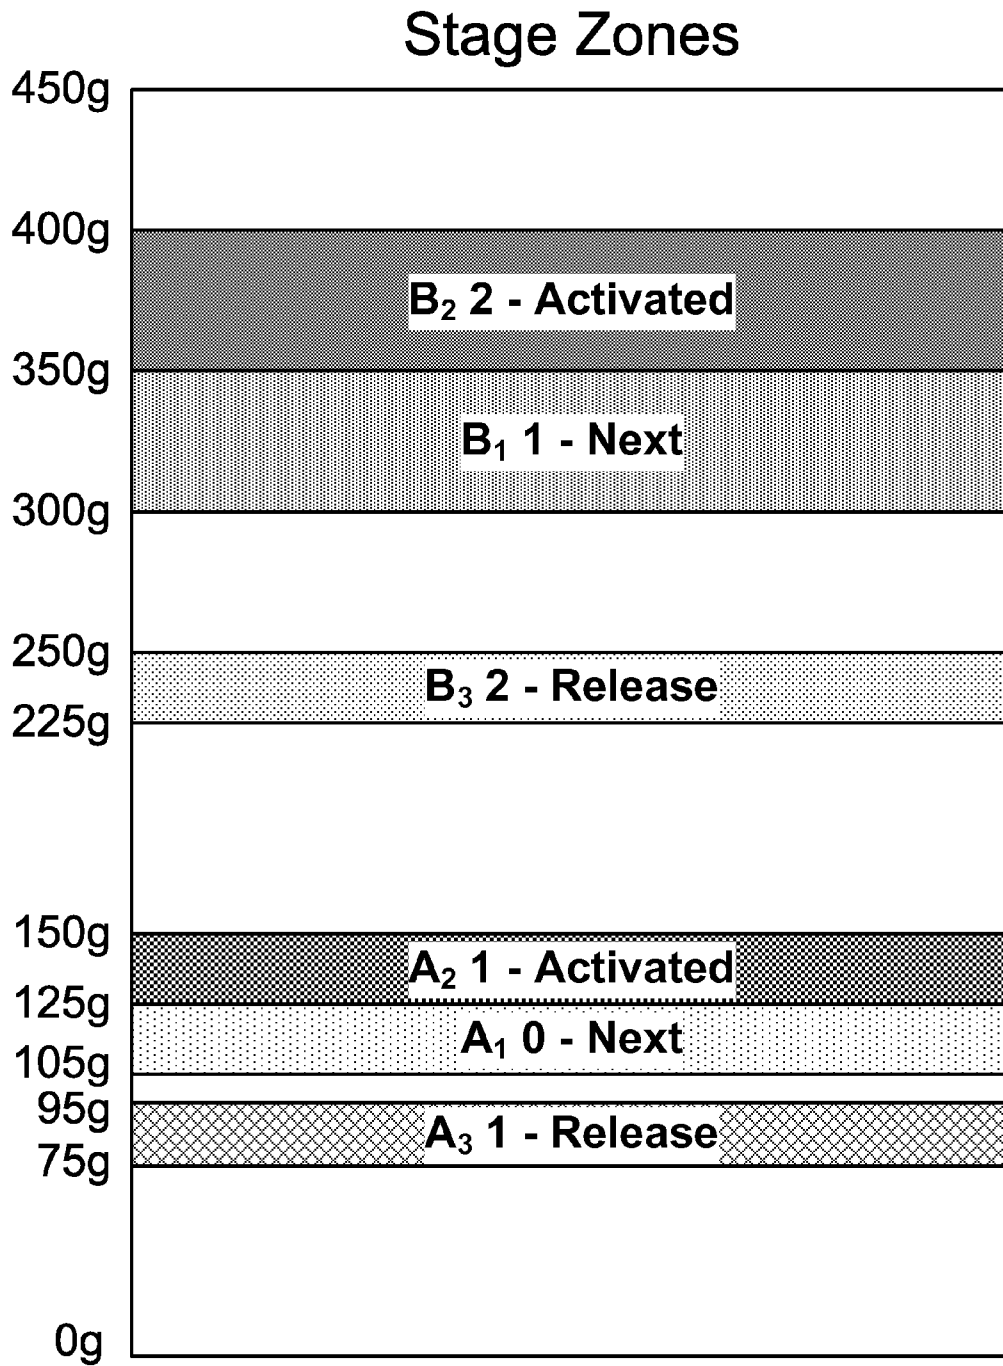 Stage Zones
450g
400g
B₂ 2 - Activated
350g
B₁ 1 - Next
300g
250g
B₃ 2 - Release
225g
150g
A₂ 1 - Activated
125g
A₁ 0 - Next
105g
95g
A₃ 1 - Release
75g
0g